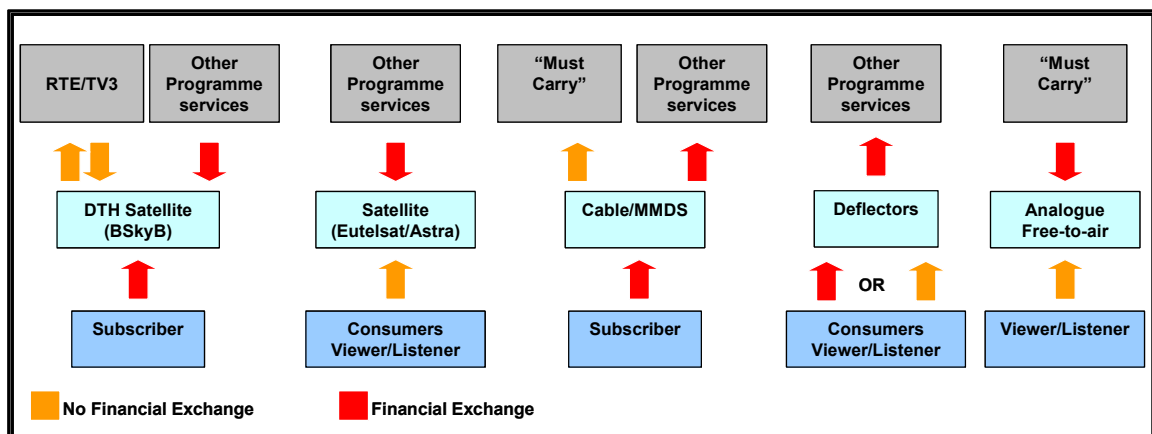 RTE/TV3
Other
Programme
services
Other
Programme
services
“Must
Carry”
Other
Programme
services
Other
Programme
services
“Must
Carry”
DTH Satellite
(BSkyB)
Satellite
(Eutelsat/Astra)
Cable/MMDS
Deflectors
Analogue
Free-to-air
OR
Subscriber
Consumers
Viewer/Listener
Subscriber
Consumers
Viewer/Listener
Viewer/Listener
No Financial Exchange
Financial Exchange